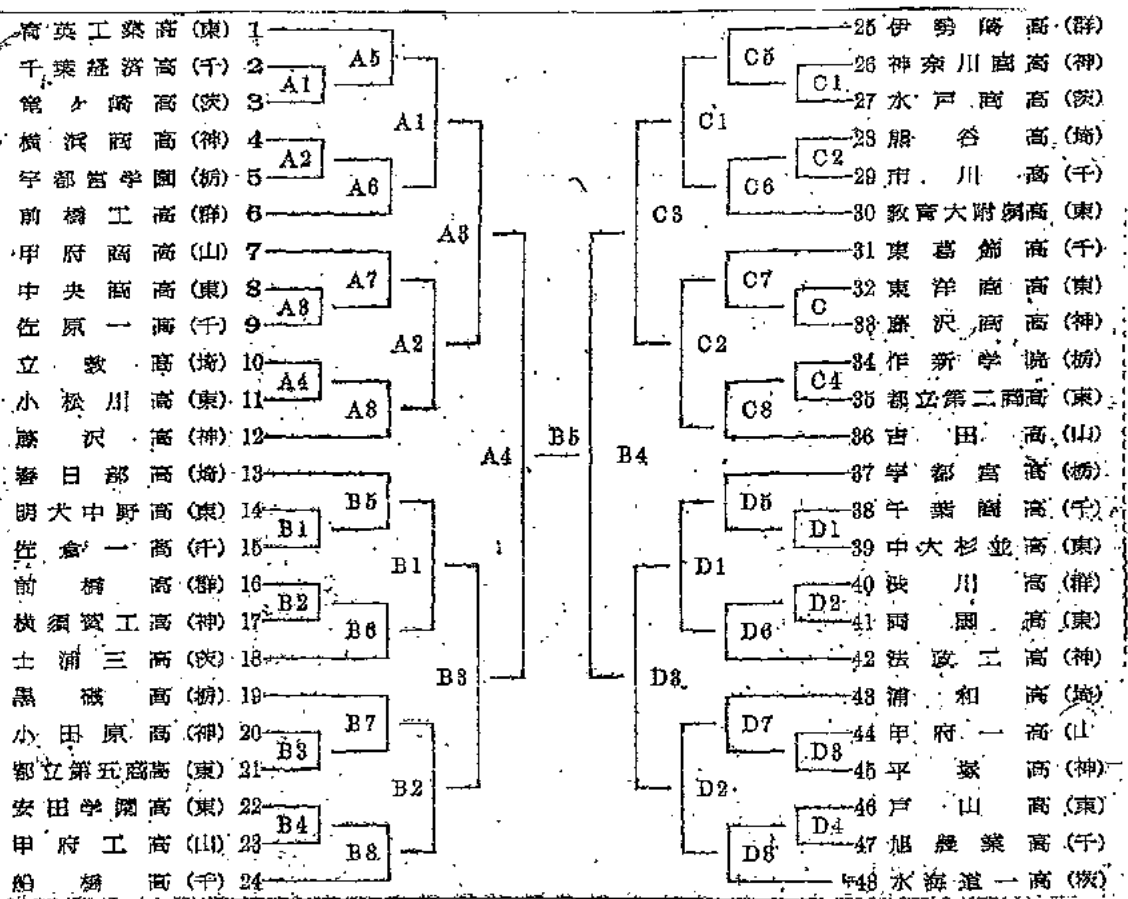 育英工業高 (東) 1
千葉経済高 (千) 2
竜ヶ崎高 (茨) 3
横浜商高 (神) 4
宇都宮学園 (栃) 5
前橋工高 (群) 6
甲府商高 (山) 7
中央商高 (東) 8
佐原一高 (千) 9
立教高 (埼) 10
小松川高 (東) 11
藤沢高 (神) 12
春日部高 (埼) 13
明大中野高 (東) 14
佐倉一高 (千) 15
前橋高 (群) 16
横須賀工高 (神) 17
土浦三高 (茨) 18
黒磯高 (栃) 19
小田原高 (神) 20
都立第五商高 (東) 21
安田学園高 (東) 22
甲府工高 (山) 23
船橋高 (千) 24
A1
A2
A3
A4
B1
B2
B3
B4
A5
A6
A7
A8
B5
B6
B7
B8
A1
A2
B1
B2
A3
B3
A4
B5
B4
C3
D3
C1
C2
D1
D2
C5
C6
C7
C8
D5
D6
D7
D8
C1
C2
C
C4
D1
D2
D3
D4
25 伊勢崎高 (群)
26 神奈川商高 (神)
27 水戸商高 (茨)
28 熊谷高 (埼)
29 市川高 (千)
30 教育大附属高 (東)
31 東葛飾高 (千)
32 東洋商高 (東)
33 藤沢商高 (神)
34 作新学院 (栃)
35 都立第二商高 (東)
36 吉田高 (山)
37 宇都宮高 (栃)
38 千葉商高 (千)
39 中大杉並高 (東)
40 渋川高 (群)
41 両国高 (東)
42 法政二高 (神)
43 浦和高 (埼)
44 甲府一高 (山
45 平塚高 (神)
46 戸山高 (東)
47 旭農業高 (千)
48 水海道一高 (茨)